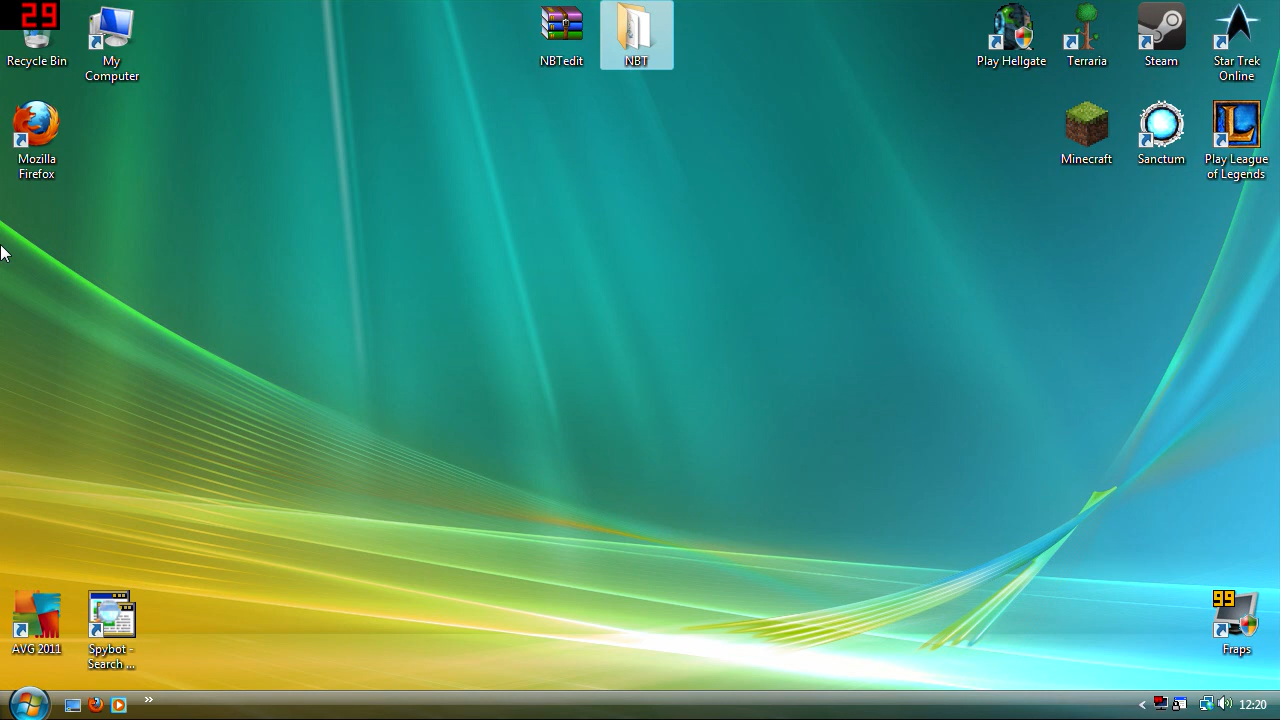 29
Recycle Bin
My
Computer
NBTedit
NBT
Play Hellgate
Terraria
Steam
Star Trek
Online
Mozilla
Firefox
Minecraft
Sanctum
L
Play League
of Legends
AVG 2011
Spybot -
Search ...
99
Fraps
12:20